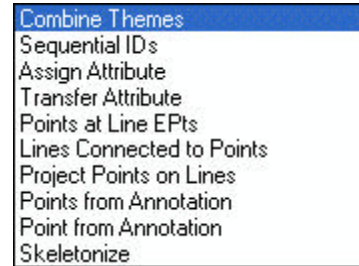 Combine Themes
Sequential IDs
Assign Attribute
Transfer Attribute
Points at Line EPts
Lines Connected to Points
Project Points on Lines
Points from Annotation
Point from Annotation
Skeletonize